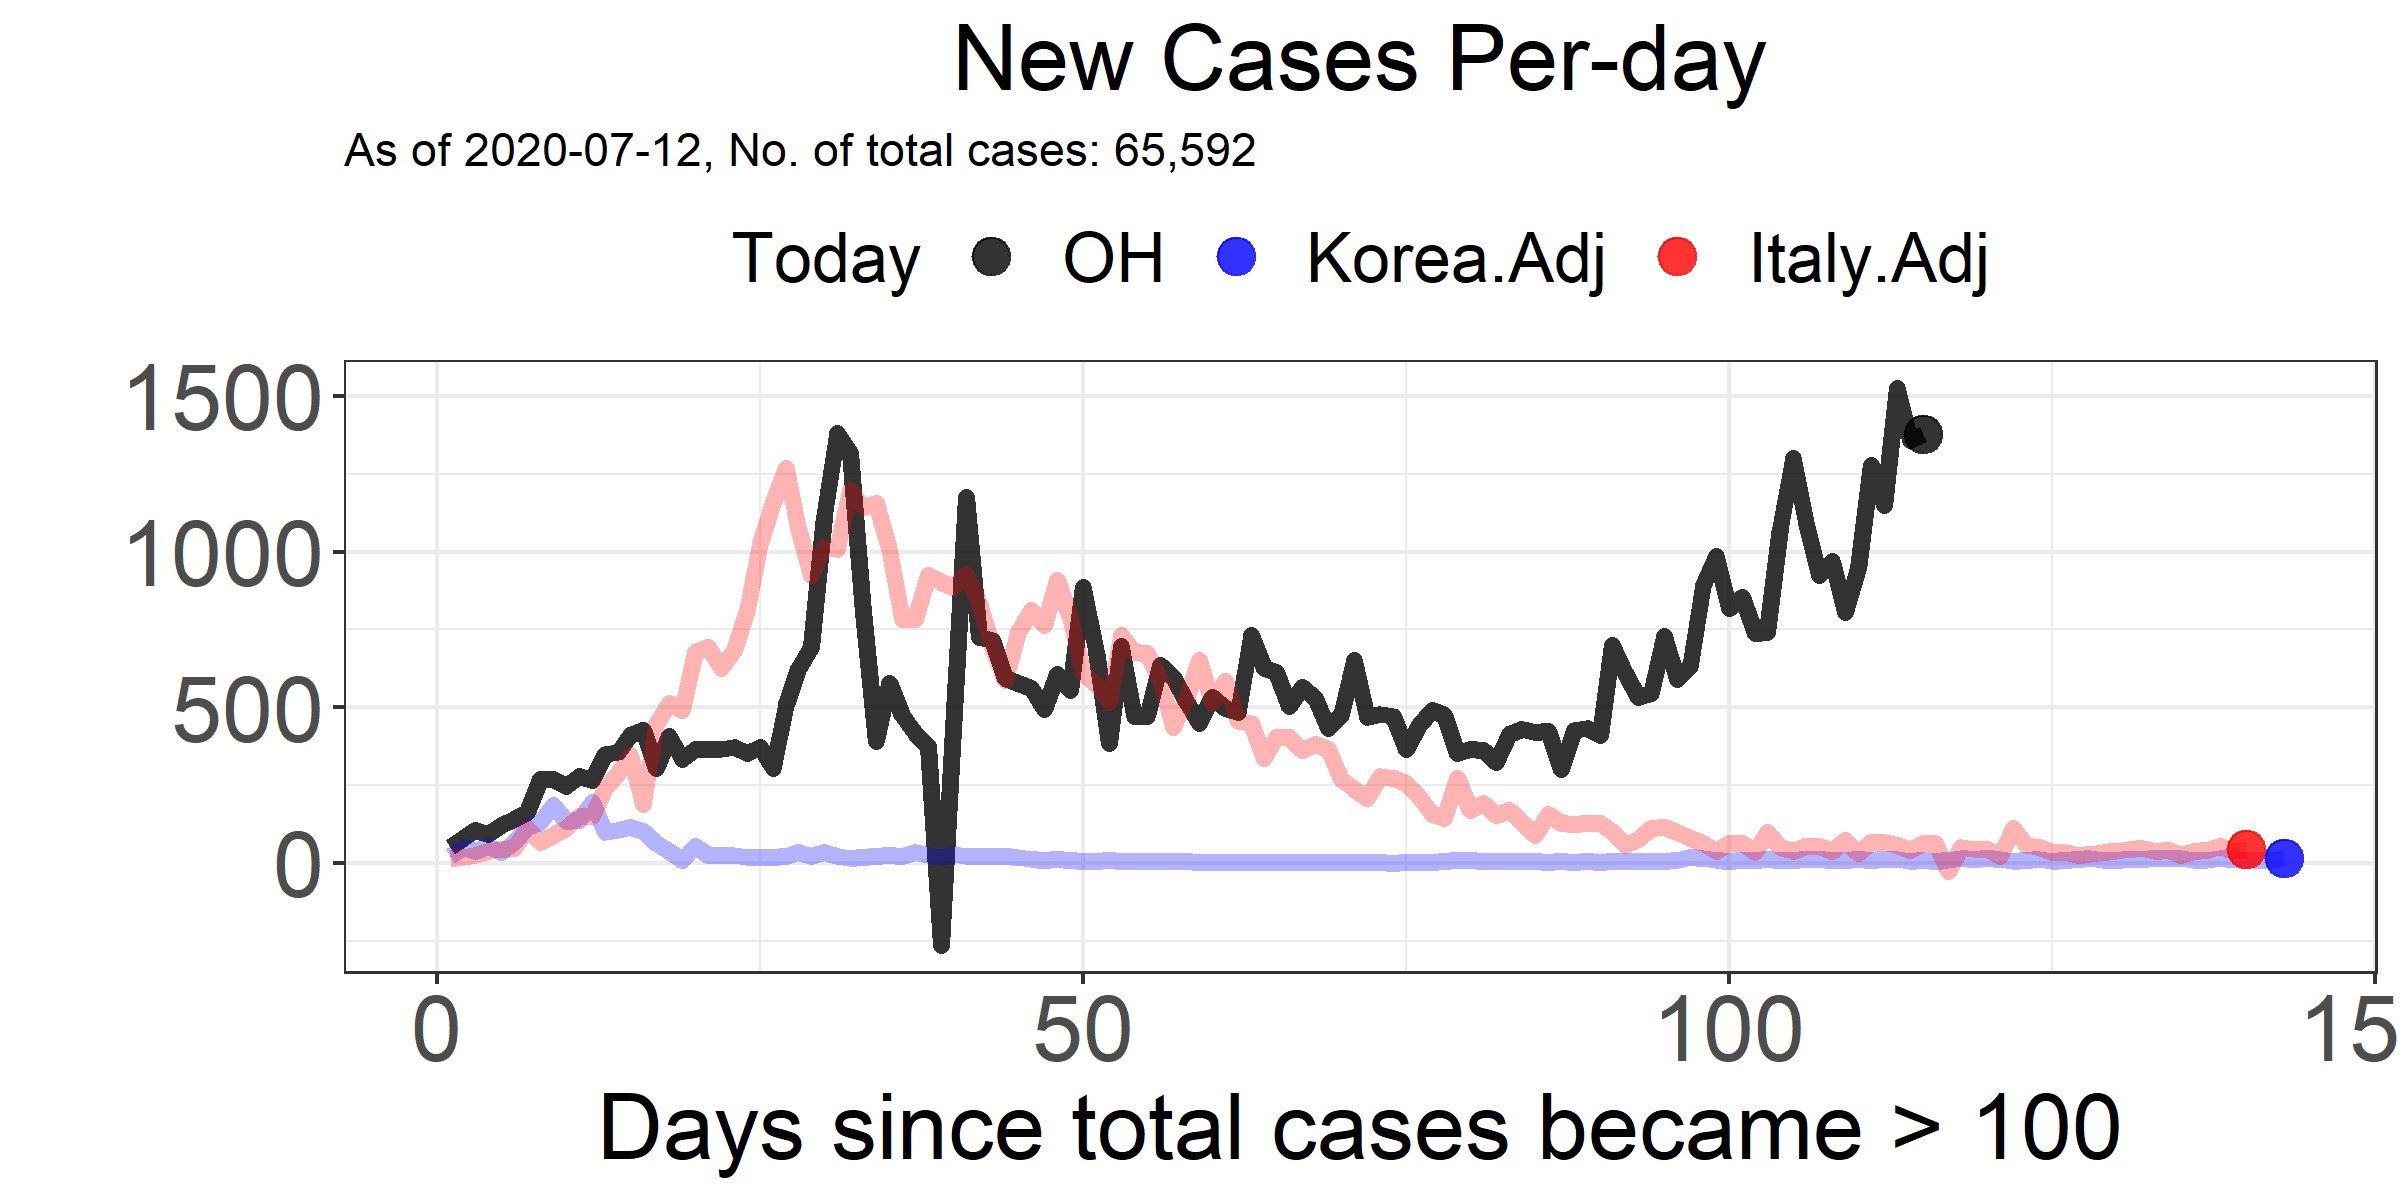 New Cases Per-day
As of 2020-07-12, No. of total cases: 65,592
Today OH Korea.Adj Italy.Adj
1500
1000
500
0
0 50 100 15
Days since total cases became > 100